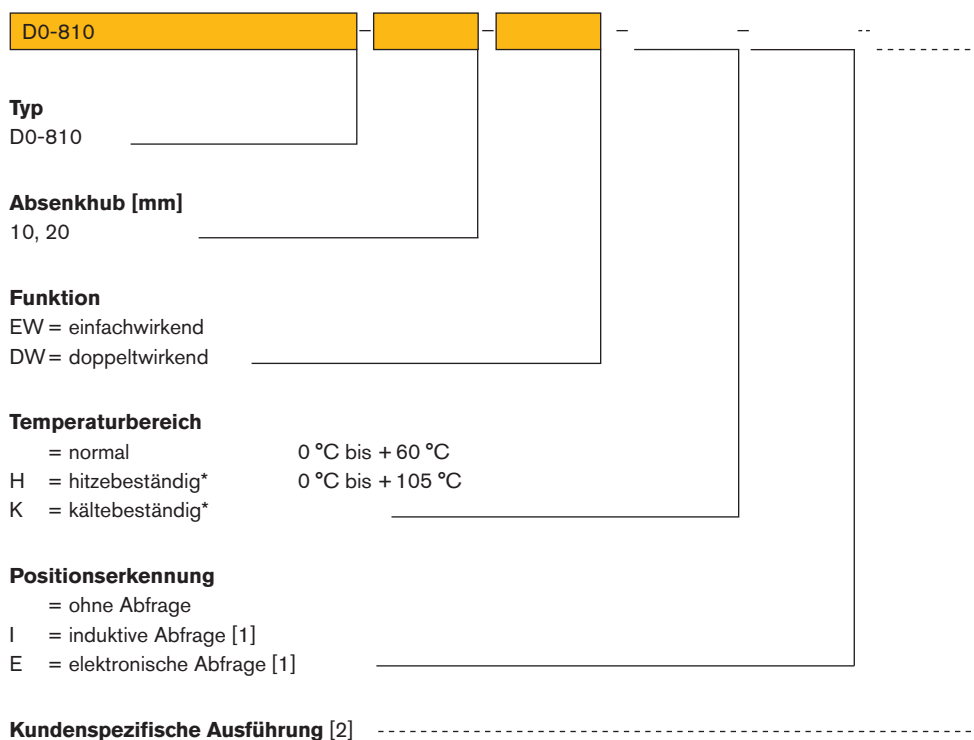 D0-810 – – – – --
Typ
D0-810
Absenkhub [mm]
10, 20
Funktion
EW = einfachwirkend
DW = doppeltwirkend
Temperaturbereich
= normal 0 °C bis + 60 °C
H = hitzebeständig* 0 °C bis + 105 °C
K = kältebeständig*
Positionserkennung
= ohne Abfrage
I = induktive Abfrage [1]
E = elektronische Abfrage [1]
Kundenspezifische Ausführung [2]